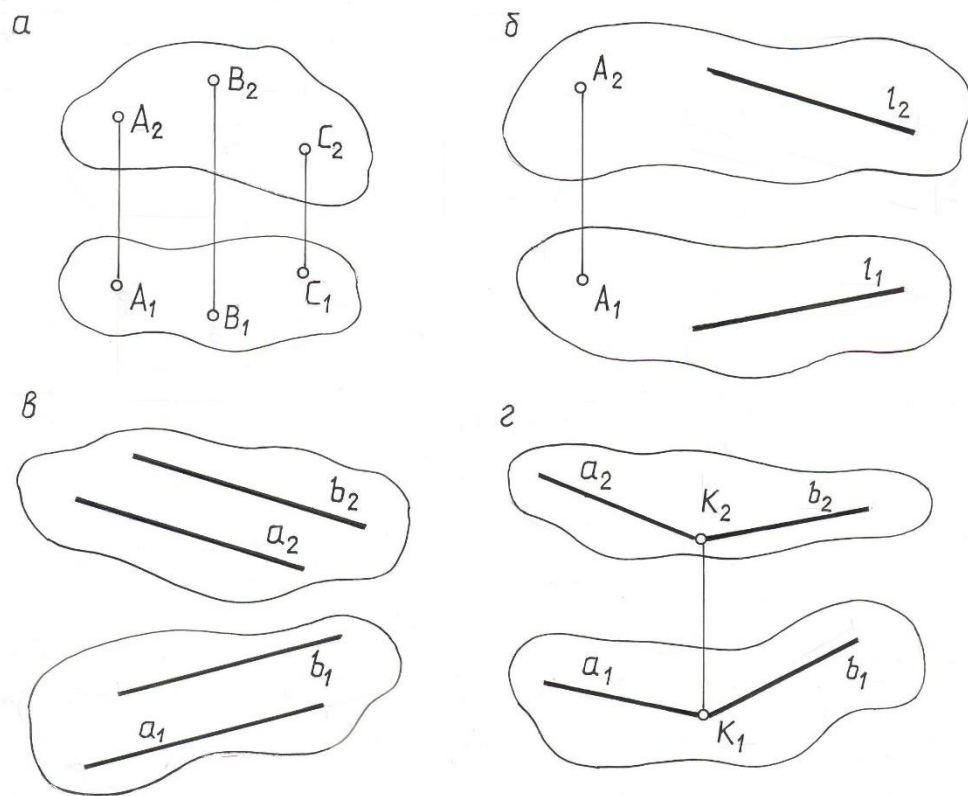 а
A₂
B₂
C₂
A₁
B₁
C₁
б
A₂
l₂
A₁
l₁
в
b₂
a₂
b₁
a₁
г
a₂
K₂
b₂
a₁
K₁
b₁